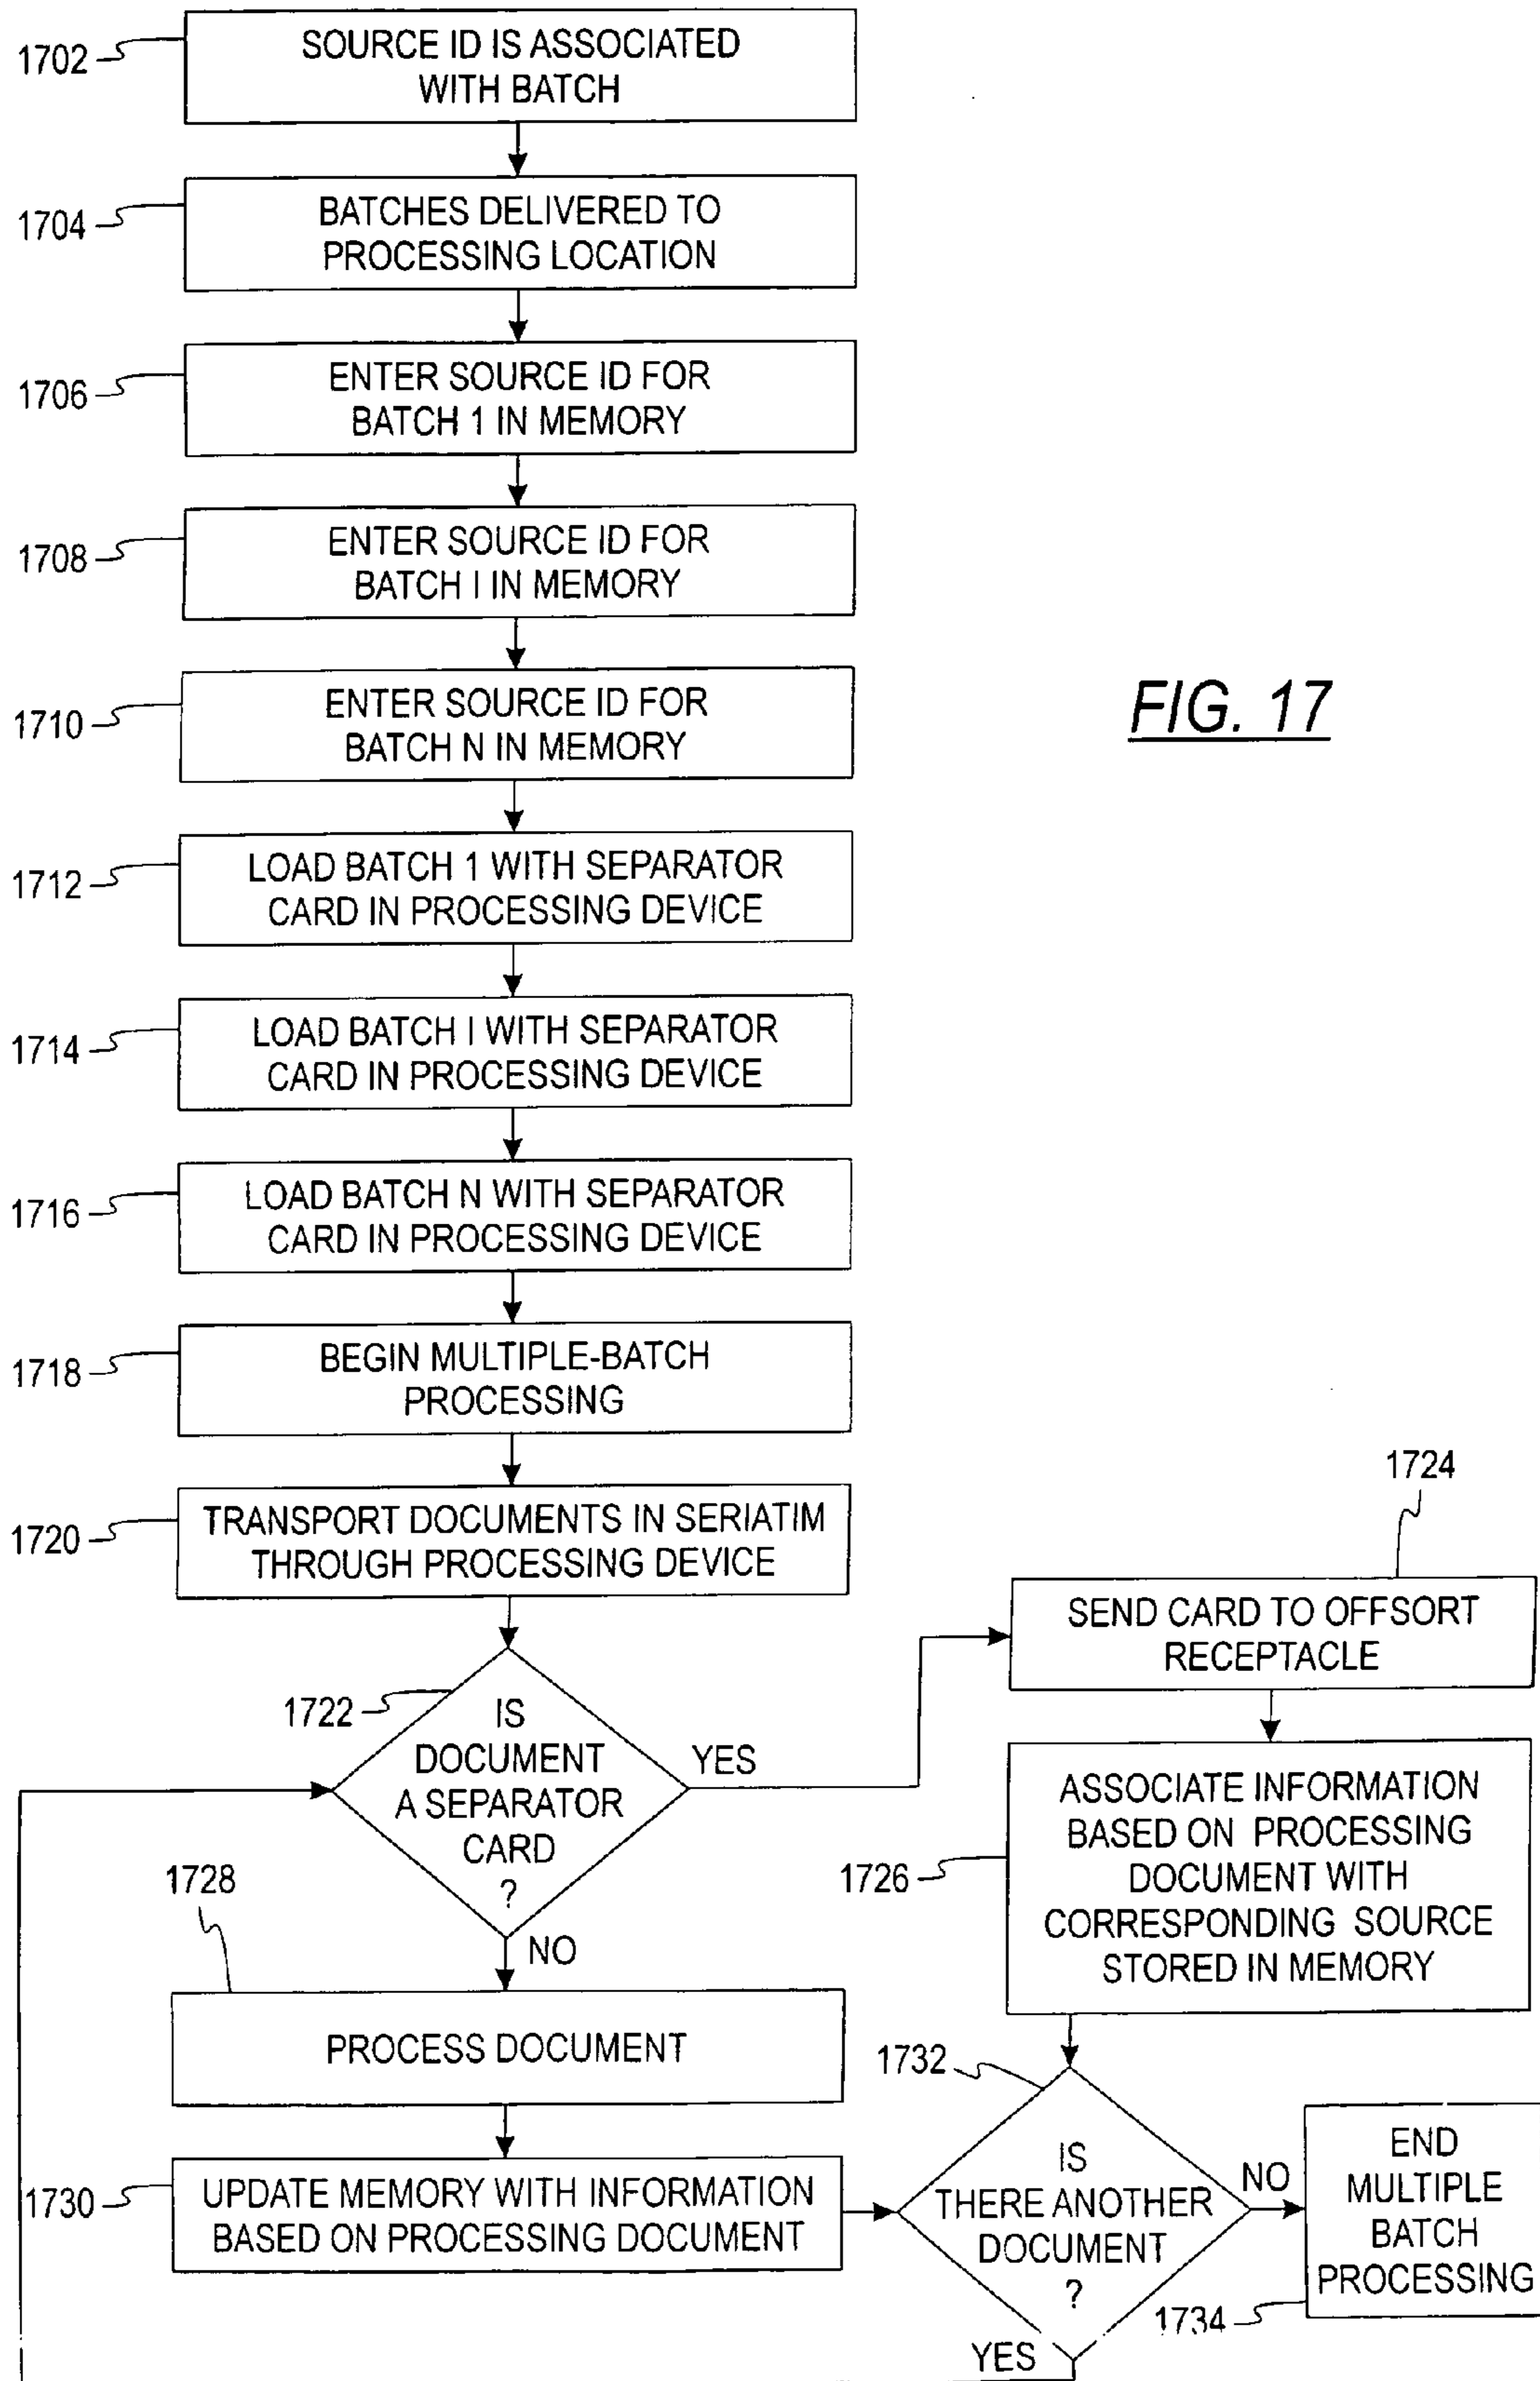 1702
SOURCE ID IS ASSOCIATED
WITH BATCH
1704
BATCHES DELIVERED TO
PROCESSING LOCATION
1706
ENTER SOURCE ID FOR
BATCH 1 IN MEMORY
1708
ENTER SOURCE ID FOR
BATCH I IN MEMORY
1710
ENTER SOURCE ID FOR
BATCH N IN MEMORY
FIG. 17
1712
LOAD BATCH 1 WITH SEPARATOR
CARD IN PROCESSING DEVICE
1714
LOAD BATCH I WITH SEPARATOR
CARD IN PROCESSING DEVICE
1716
LOAD BATCH N WITH SEPARATOR
CARD IN PROCESSING DEVICE
1718
BEGIN MULTIPLE-BATCH
PROCESSING
1720
TRANSPORT DOCUMENTS IN SERIATIM
THROUGH PROCESSING DEVICE
1722
IS
DOCUMENT
A SEPARATOR
CARD
?
YES
NO
1724
SEND CARD TO OFFSORT
RECEPTACLE
1726
ASSOCIATE INFORMATION
BASED ON PROCESSING
DOCUMENT WITH
CORRESPONDING SOURCE
STORED IN MEMORY
1728
PROCESS DOCUMENT
1730
UPDATE MEMORY WITH INFORMATION
BASED ON PROCESSING DOCUMENT
1732
IS
THERE ANOTHER
DOCUMENT
?
NO
YES
1734
END
MULTIPLE
BATCH
PROCESSING